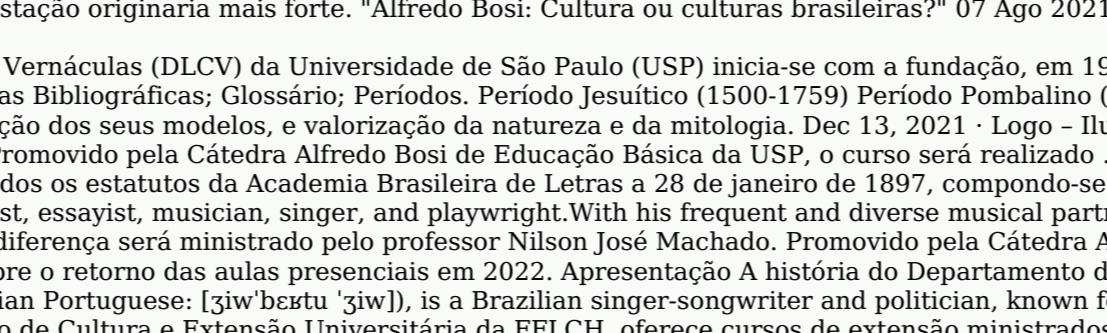 stação originaria mais forte. "Alfredo Bosi: Cultura ou culturas brasileiras?" 07 Ago 2021
Vernáculas (DLCV) da Universidade de São Paulo (USP) inicia-se com a fundação, em 19
as Bibliográficas; Glossário; Períodos. Período Jesuítico (1500-1759) Período Pombalino (
ção dos seus modelos, e valorização da natureza e da mitologia. Dec 13, 2021 · Logo – Ilu
Promovido pela Cátedra Alfredo Bosi de Educação Básica da USP, o curso será realizado .
dos os estatutos da Academia Brasileira de Letras a 28 de janeiro de 1897, compondo-se
st, essayist, musician, singer, and playwright.With his frequent and diverse musical part
diferença será ministrado pelo professor Nilson José Machado. Promovido pela Cátedra A
bre o retorno das aulas presenciais em 2022. Apresentação A história do Departamento d
ian Portuguese: [ʒiwˈbɛʁtu ˈʒiw]), is a Brazilian singer-songwriter and politician, known f
o de Cultura e Extensão Universitária da FFLCH, oferece cursos de extensão ministrados